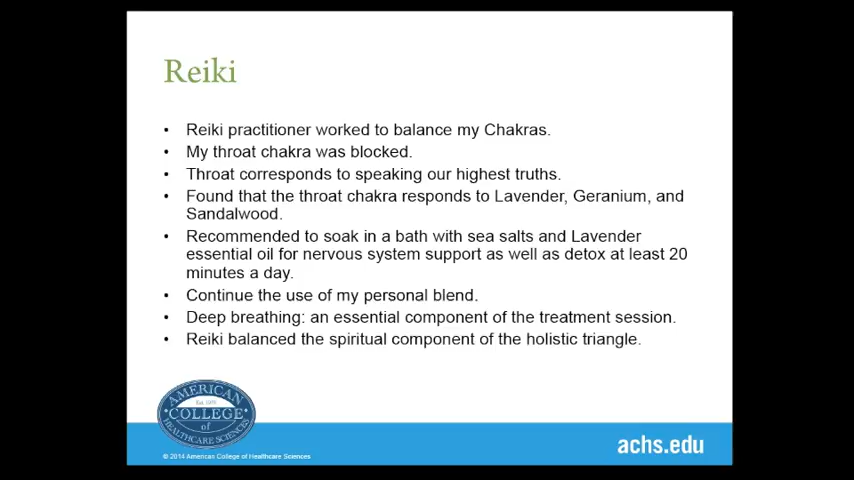 Reiki
• Reiki practitioner worked to balance my Chakras.
• My throat chakra was blocked.
• Throat corresponds to speaking our highest truths.
• Found that the throat chakra responds to Lavender, Geranium, and
Sandalwood.
• Recommended to soak in a bath with sea salts and Lavender
essential oil for nervous system support as well as detox at least 20
minutes a day.
• Continue the use of my personal blend.
• Deep breathing: an essential component of the treatment session.
• Reiki balanced the spiritual component of the holistic triangle.
AMERICAN
Est. 1978
COLLEGE
of
HEALTHCARE SCIENCES
achs.edu
© 2014 American College of Healthcare Sciences